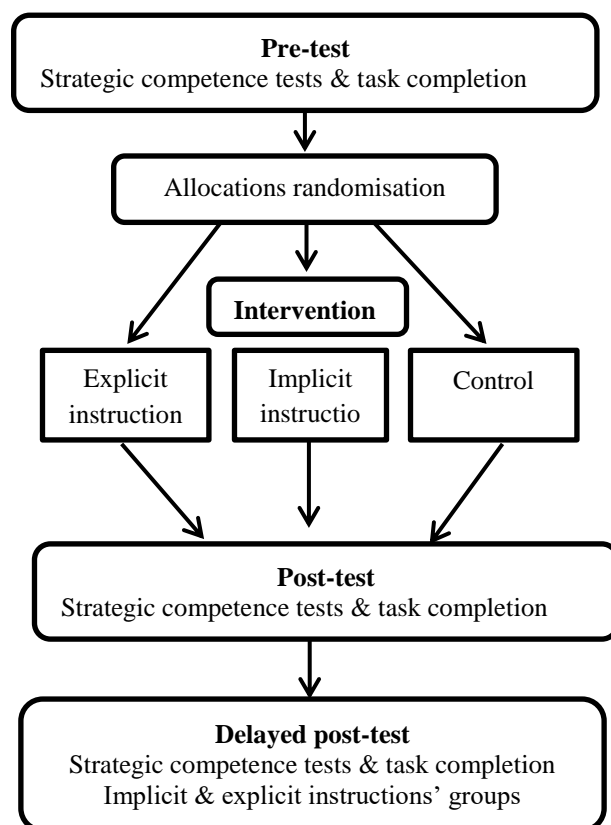 Pre-test
Strategic competence tests & task completion
Allocations randomisation
Intervention
Explicit
instruction
Implicit
instructio
Control
Post-test
Strategic competence tests & task completion
Delayed post-test
Strategic competence tests & task completion
Implicit & explicit instructions’ groups